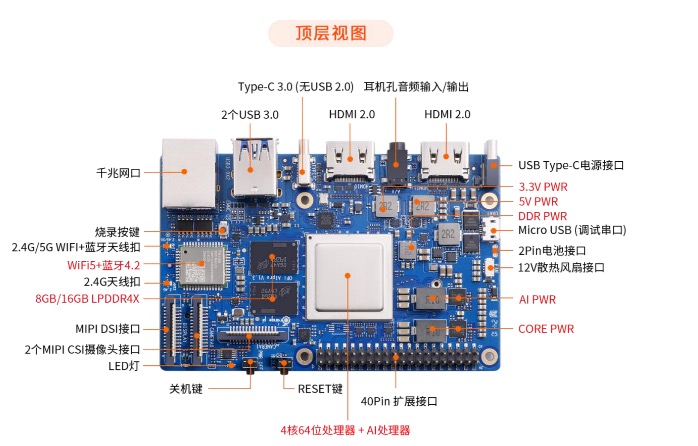 顶层视图
Type-C 3.0 (无USB 2.0)
耳机孔音频输入/输出
2个USB 3.0
HDMI 2.0
HDMI 2.0
千兆网口
USB Type-C电源接口
3.3V PWR
5V PWR
DDR PWR
烧录按键
Micro USB (调试串口)
2.4G/5G WIFI+蓝牙天线扣
2Pin电池接口
WiFi5+蓝牙4.2
12V散热风扇接口
2.4G天线扣
8GB/16GB LPDDR4X
AI PWR
MIPI DSI接口
CORE PWR
2个MIPI CSI摄像头接口
LED灯
关机键
RESET键
40Pin 扩展接口
4核64位处理器 + AI处理器
2R2
2R2
2R2
OPi AIpro V1.
CAMERA1